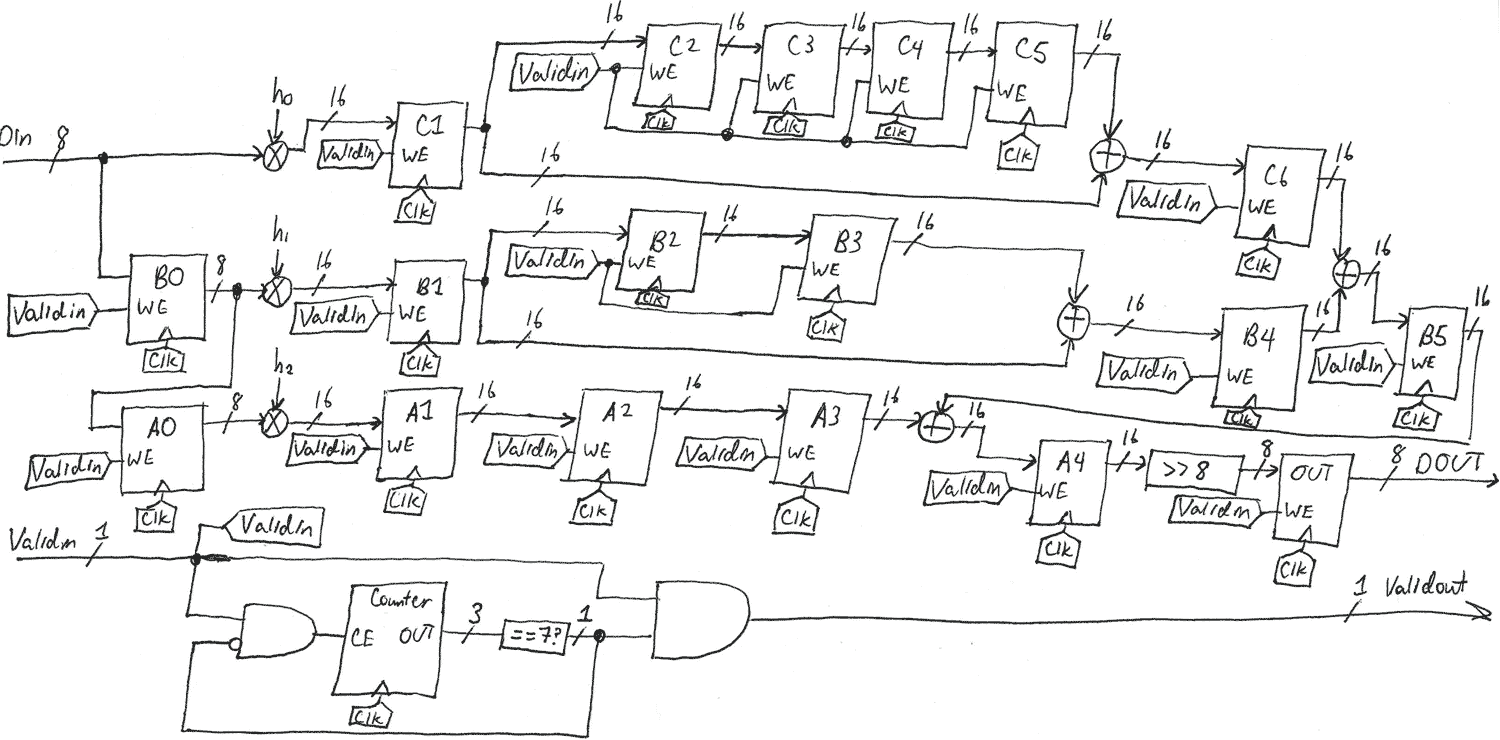 16
16
16
16
16
C2
C3
C4
C5
Validin
WE
WE
WE
WE
Clk
Clk
Clk
Clk
h0
16
C1
Validin
WE
Clk
DIn
8
16
16
16
C6
Validin
WE
Clk
16
h1
16
B0
8
Validin
WE
Clk
16
B1
Validin
WE
Clk
16
B2
16
B3
16
Validin
WE
WE
Clk
Clk
16
16
B4
16
Validin
WE
Clk
16
B5
16
Validin
WE
Clk
h2
A0
8
Validin
WE
Clk
16
A1
16
Validin
WE
Clk
A2
16
Validin
WE
Clk
A3
16
Validin
WE
Clk
16
A4
16
Validin
WE
Clk
>>8
8
OUT
8
DOUT
Validin
WE
Clk
Validin
1
Validin
Counter
CE
OUT
3
==7?
1
Clk
1
Validout